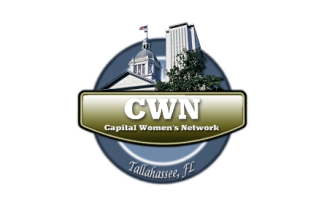 CWN
Capital Women's Network
Tallahassee, FL